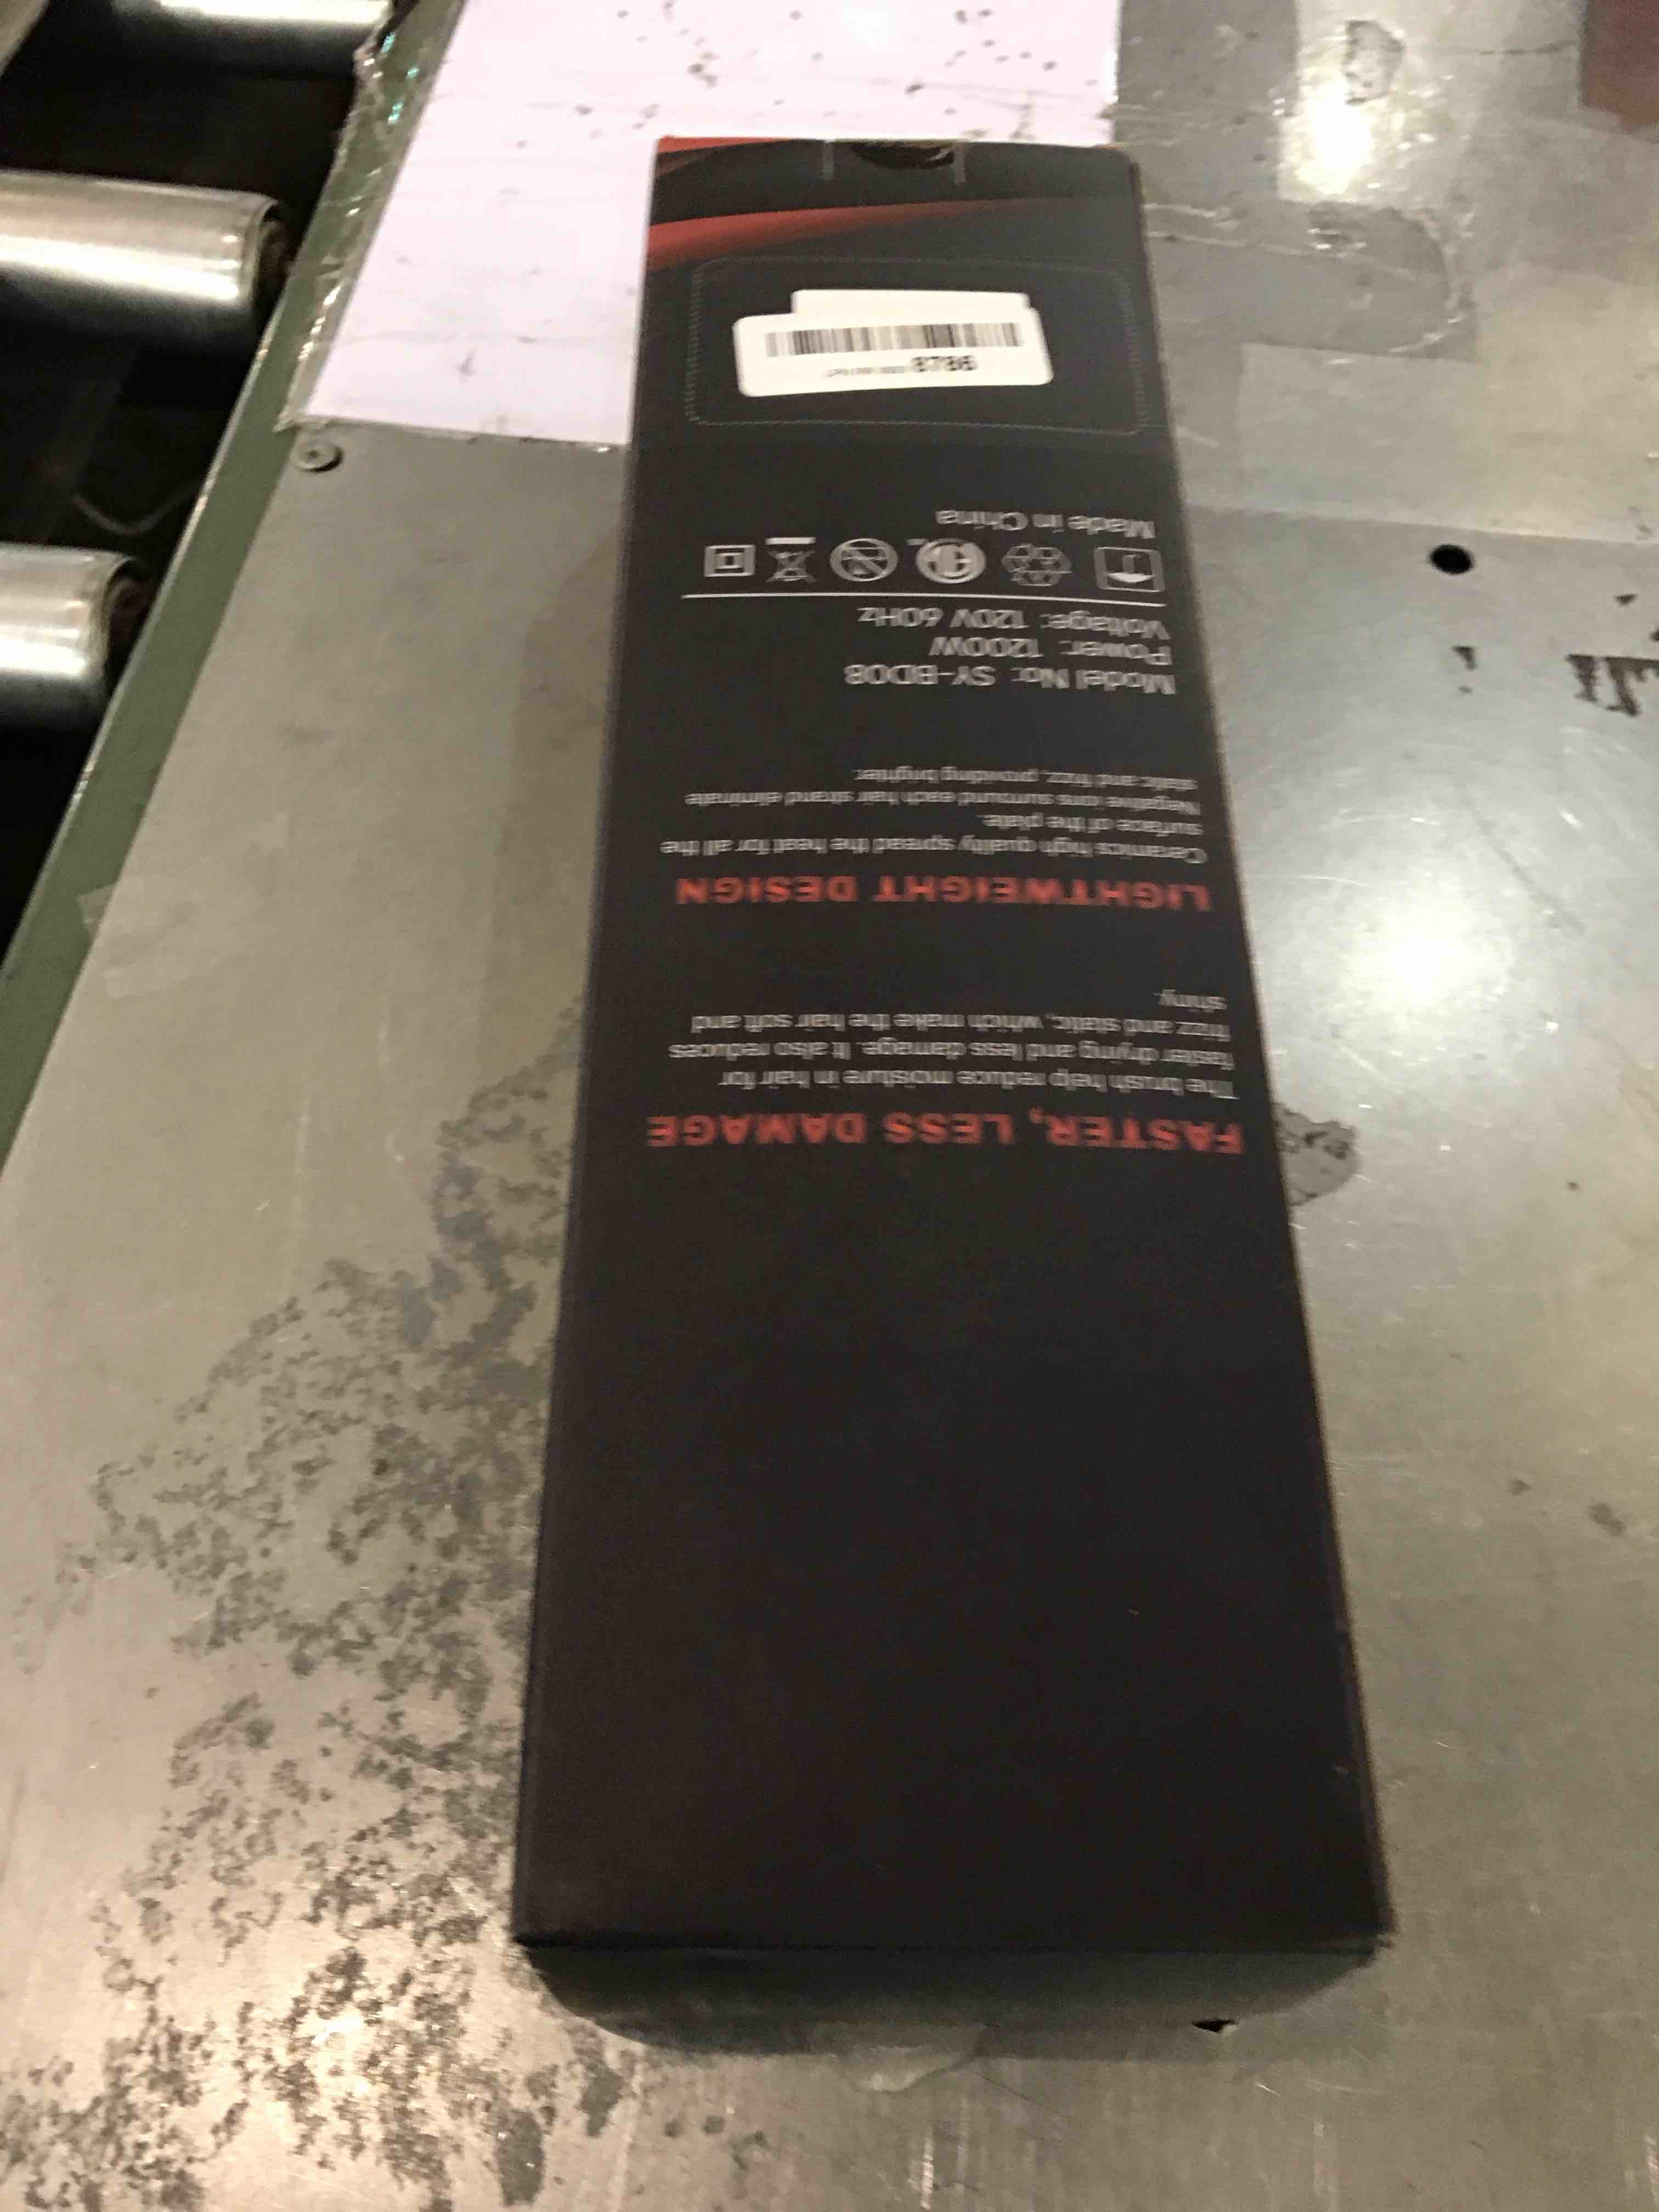 FASTER, LESS DAMAGE
The brush help reduce moisture in hair for
faster drying and less damage. It also reduces
frizz and static, which make the hair soft and
shiny.
LIGHTWEIGHT DESIGN
Ceramics high quality spread the heat for all the
surface of the plate.
Negative ions surround each hair strand eliminate
static and frizz, providing brighter.
Model No: SY-BD08
Power: 1200W
Voltage: 120V 60Hz
Made in China